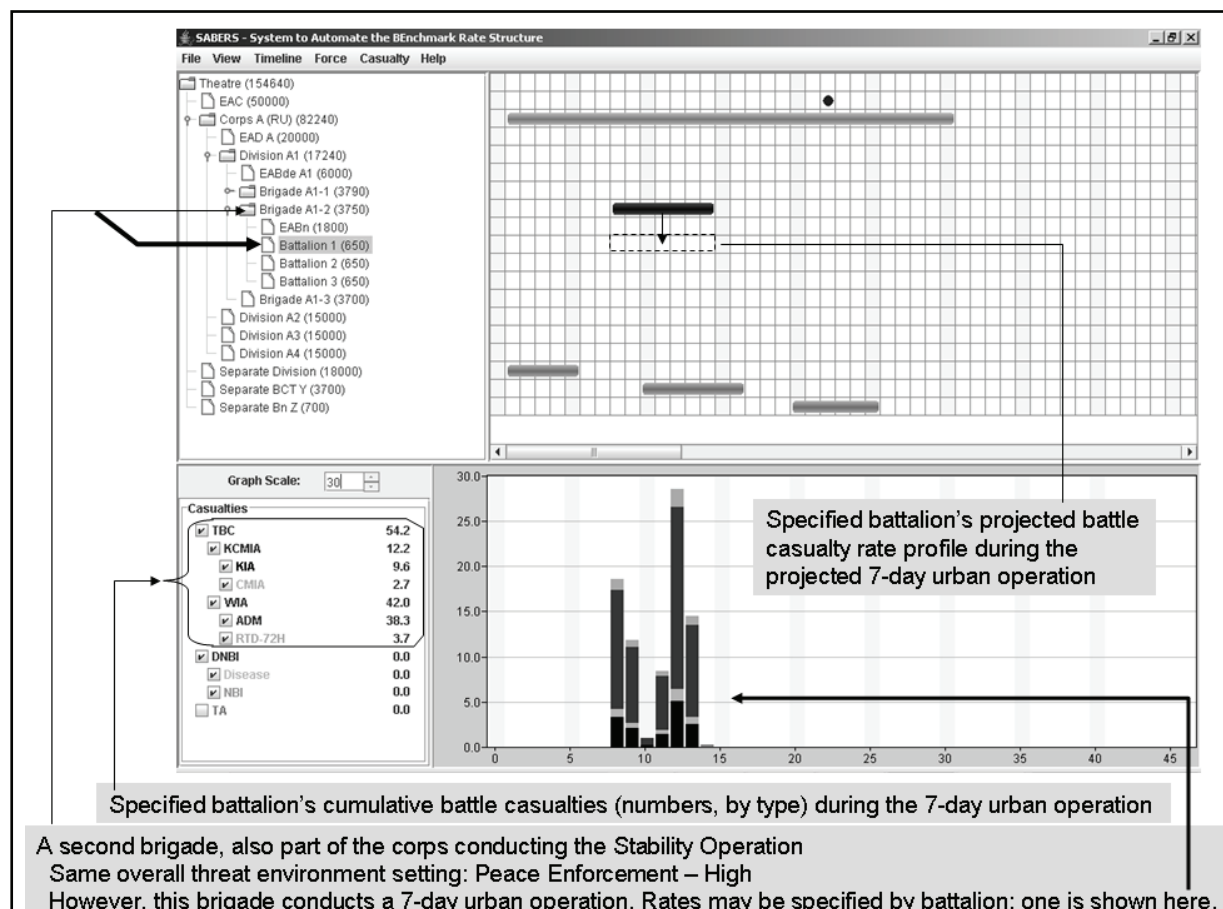 SABERS - System to Automate the BEnchmark Rate Structure
File View Timeline Force Casualty Help
Theatre (154640)
EAC (50000)
Corps A (RU) (82240)
EAD A (20000)
Division A1 (17240)
EABde A1 (6000)
Brigade A1-1 (3790)
Brigade A1-2 (3750)
EABn (1800)
Battalion 1 (650)
Battalion 2 (650)
Battalion 3 (650)
Brigade A1-3 (3700)
Division A2 (15000)
Division A3 (15000)
Division A4 (15000)
Separate Division (18000)
Separate BCT Y (3700)
Separate Bn Z (700)
Graph Scale: 30
Casualties
TBC 54.2
KCMIA 12.2
KIA 9.6
CMIA 2.7
WIA 42.0
ADM 38.3
RTD-72H 3.7
DNBI 0.0
Disease 0.0
NBI 0.0
TA 0.0
30.0
25.0
20.0
15.0
10.0
5.0
0.0
0 5 10 15 20 25 30 35 40 45
Specified battalion's projected battle
casualty rate profile during the
projected 7-day urban operation
Specified battalion's cumulative battle casualties (numbers, by type) during the 7-day urban operation
A second brigade, also part of the corps conducting the Stability Operation
Same overall threat environment setting: Peace Enforcement – High
However, this brigade conducts a 7-day urban operation. Rates may be specified by battalion; one is shown here.